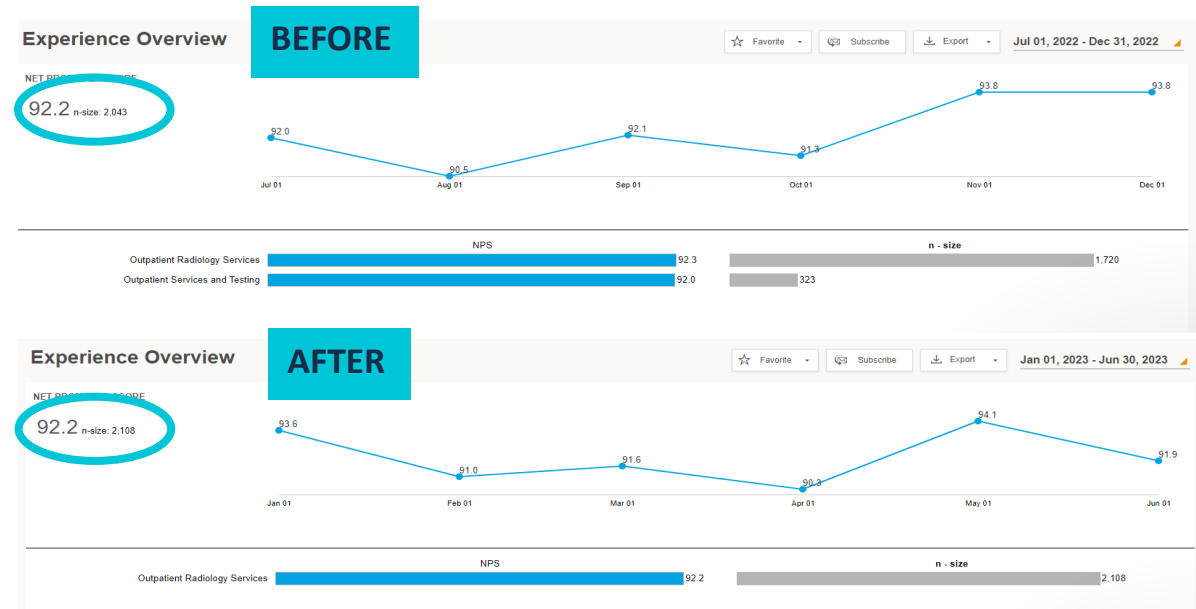 Experience Overview
BEFORE
Favorite
Subscribe
Export
Jul 01, 2022 - Dec 31, 2022
NET PROMOTER SCORE
92.2 n-size: 2,043
92.0
90.5
92.1
91.3
93.8
93.8
Jul 01
Aug 01
Sep 01
Oct 01
Nov 01
Dec 01
NPS
n - size
Outpatient Radiology Services
92.3
1,720
Outpatient Services and Testing
92.0
323
Experience Overview
AFTER
Favorite
Subscribe
Export
Jan 01, 2023 - Jun 30, 2023
NET PROMOTER SCORE
92.2 n-size: 2,108
93.6
91.0
91.6
90.3
94.1
91.9
Jan 01
Feb 01
Mar 01
Apr 01
May 01
Jun 01
NPS
n - size
Outpatient Radiology Services
92.2
2,108